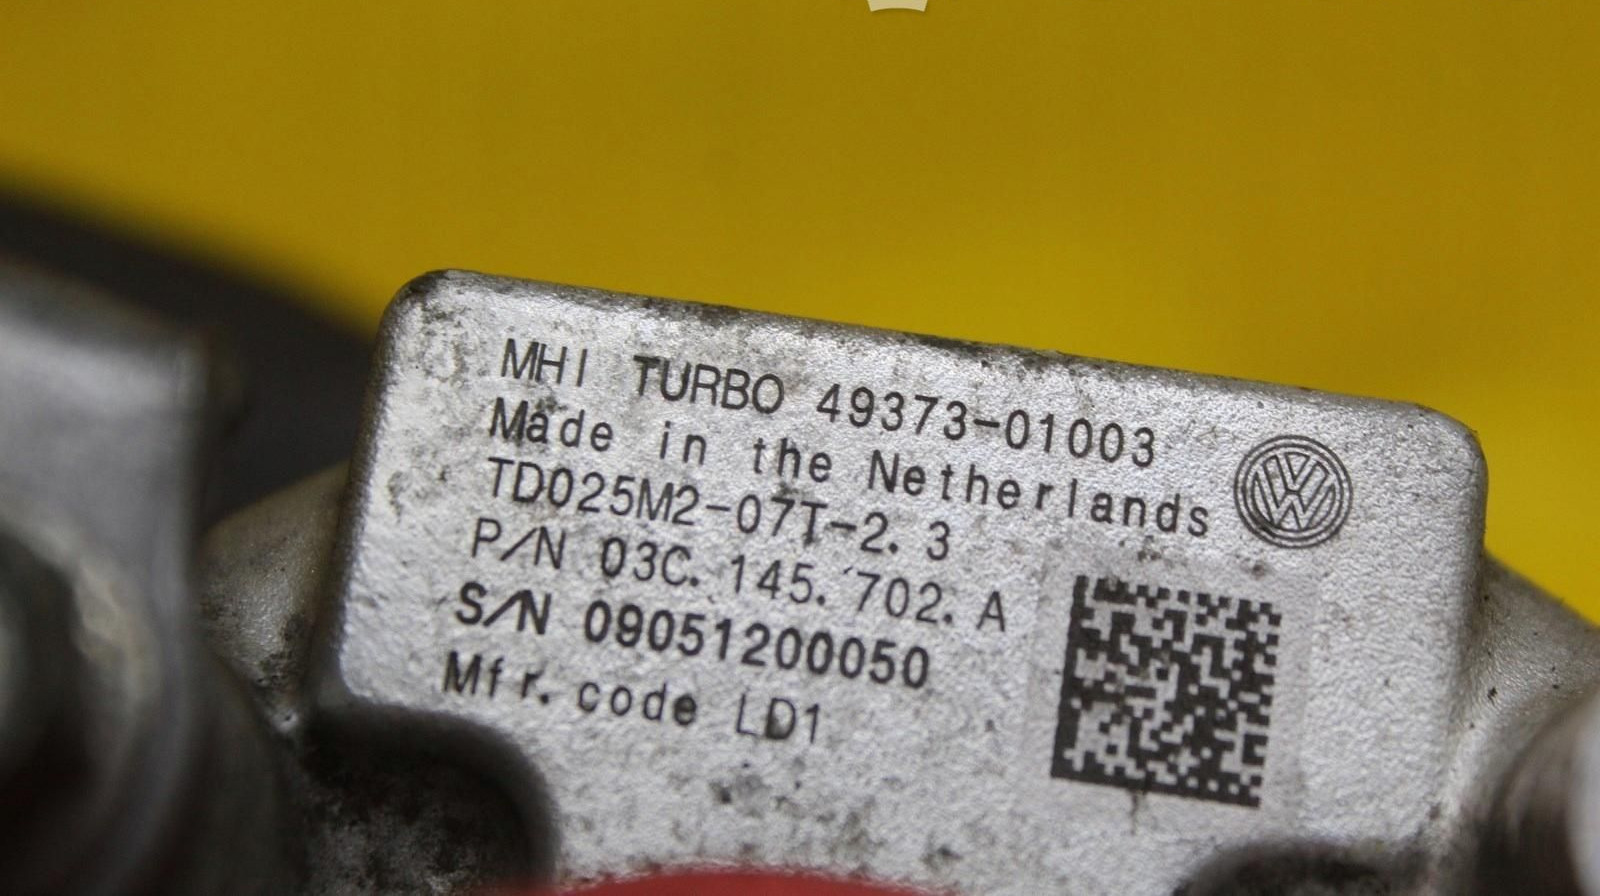 MHI TURBO 49373-01003
Made in the Netherlands
TD025M2-07T-2.3
P/N 03C.145.702.A
S/N 09051200050
Mfr.code LD1